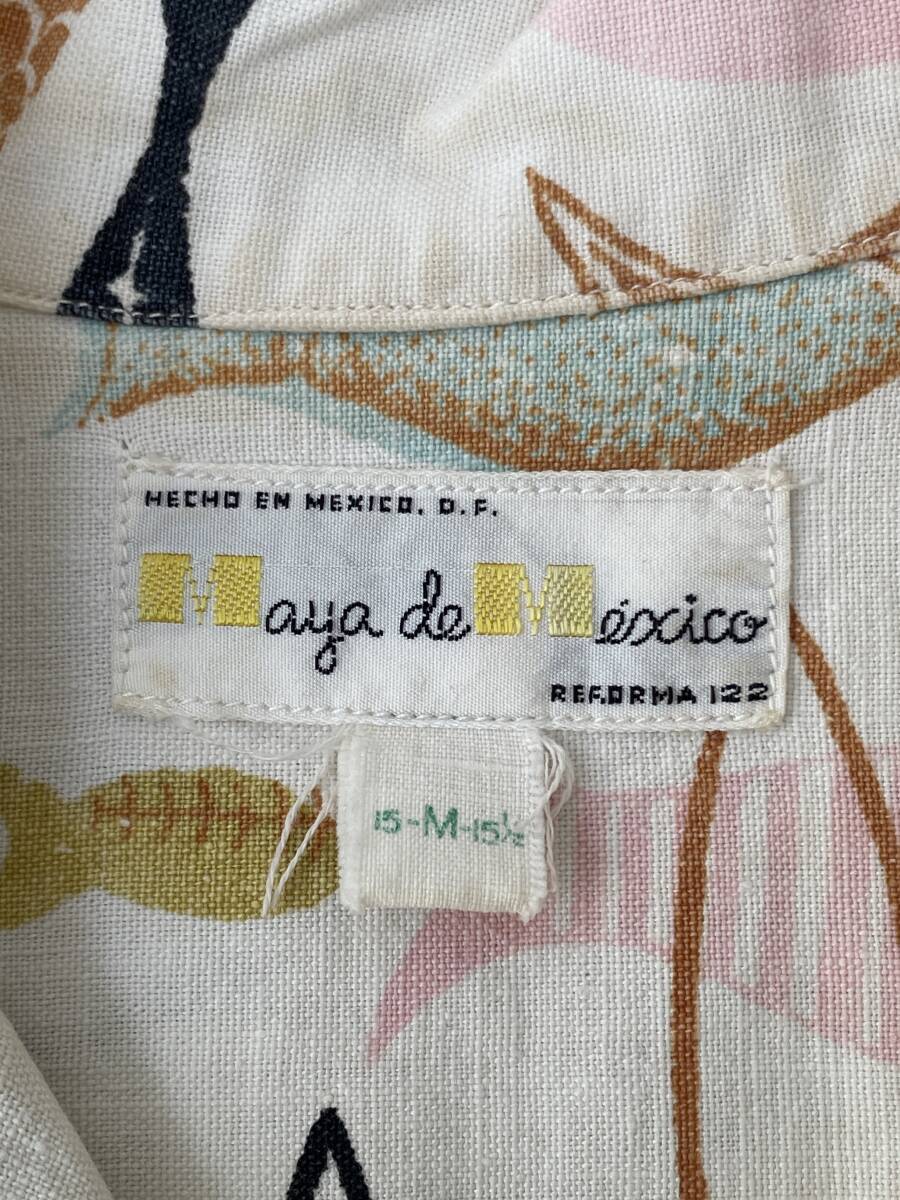 HECHO EN MEXICO, D.F.
Maya de México
REFORMA 122
15-M-15½